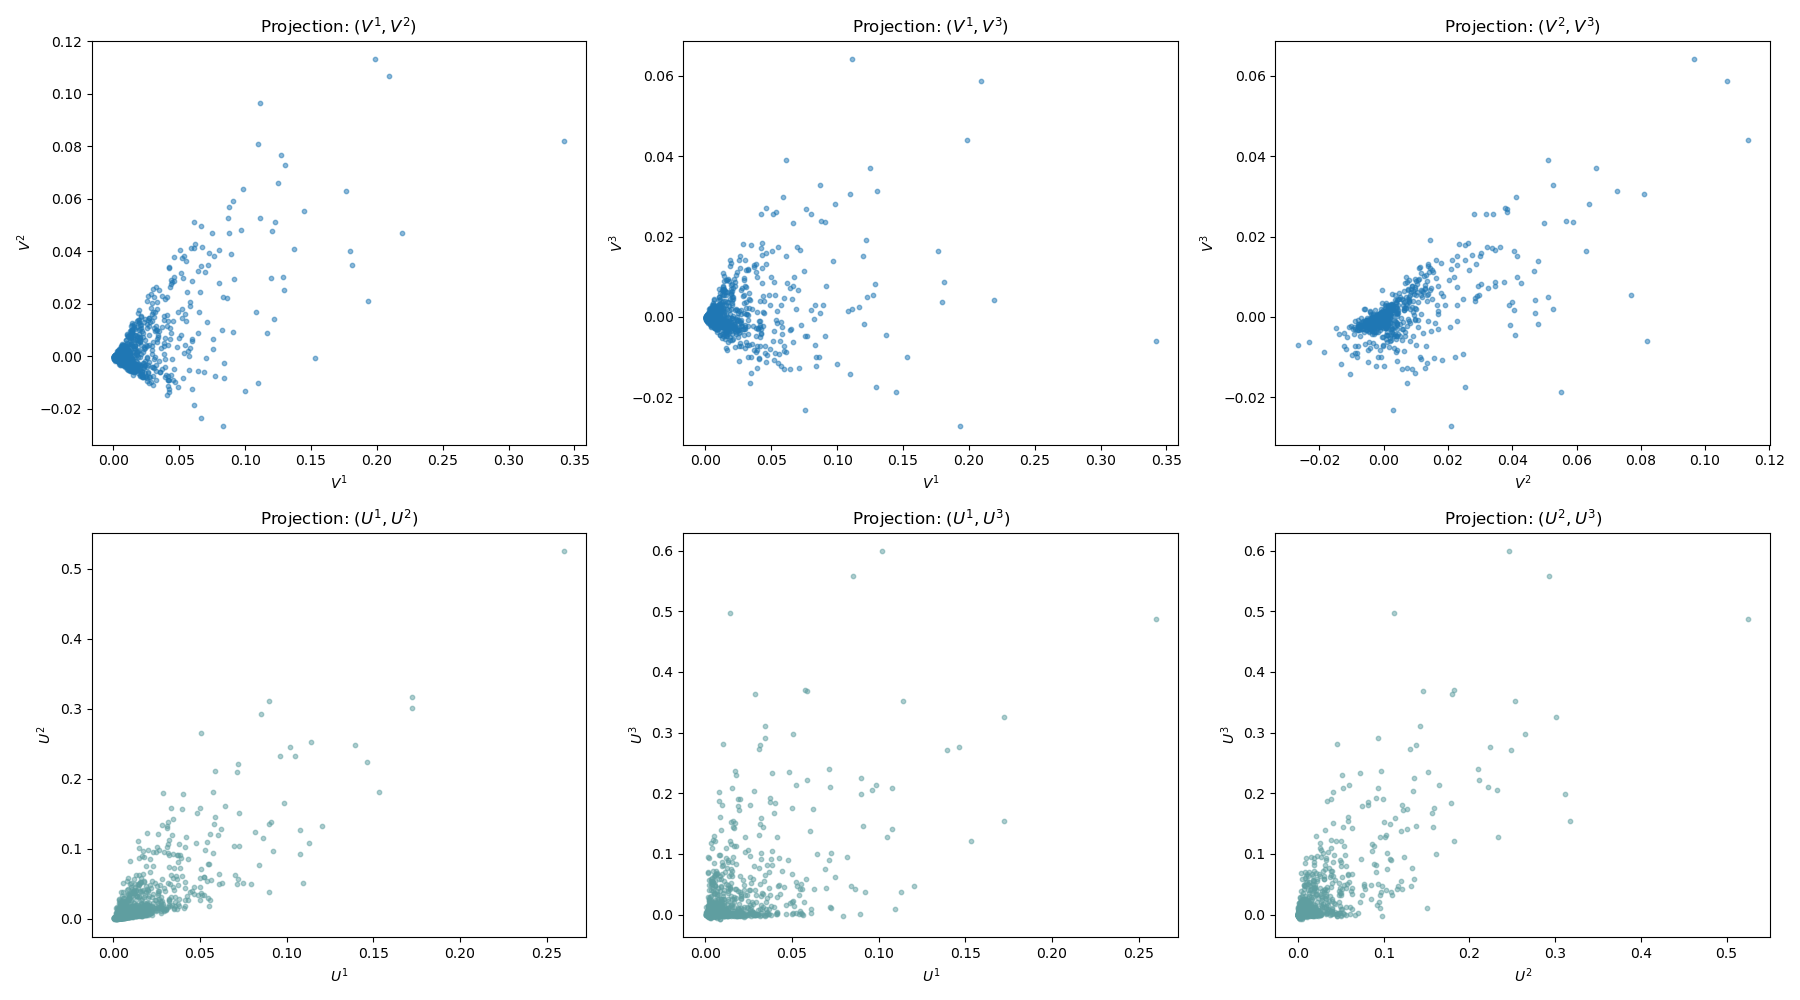 Projection: (V¹, V²)
0.12
0.10
0.08
0.06
0.04
0.02
0.00
−0.02
V²
0.00 0.05 0.10 0.15 0.20 0.25 0.30 0.35
V¹
Projection: (V¹, V³)
0.06
0.04
0.02
0.00
−0.02
V³
0.00 0.05 0.10 0.15 0.20 0.25 0.30 0.35
V¹
Projection: (V², V³)
0.06
0.04
0.02
0.00
−0.02
V³
−0.02 0.00 0.02 0.04 0.06 0.08 0.10 0.12
V²
Projection: (U¹, U²)
0.5
0.4
0.3
0.2
0.1
0.0
U²
0.00 0.05 0.10 0.15 0.20 0.25
U¹
Projection: (U¹, U³)
0.6
0.5
0.4
0.3
0.2
0.1
0.0
U³
0.00 0.05 0.10 0.15 0.20 0.25
U¹
Projection: (U², U³)
0.6
0.5
0.4
0.3
0.2
0.1
0.0
U³
0.0 0.1 0.2 0.3 0.4 0.5
U²